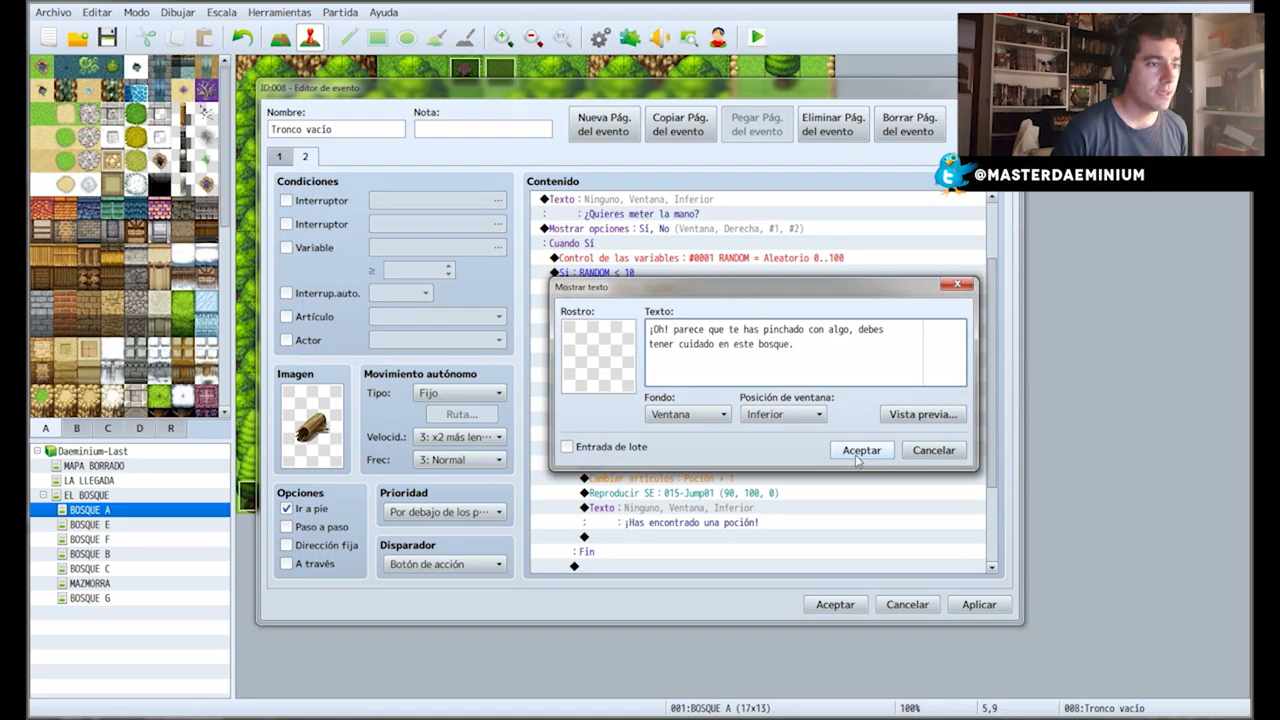 Archivo Editar Modo Dibujar Escala Herramientas Partida Ayuda
@MASTERDAEMINIUM
ID:008 - Editor de evento
Nombre:
Tronco vacío
Nota:
Nueva Pág.
del evento
Copiar Pág.
del evento
Pegar Pág.
del evento
Eliminar Pág.
del evento
Borrar Pág.
del evento
1 2
Condiciones
Interruptor ...
Interruptor ...
Variable ...
≥
Interrup.auto.
Artículo
Actor
Imagen
Movimiento autónomo
Tipo: Fijo
Ruta...
Velocid.: 3: x2 más len···
Frec: 3: Normal
Opciones
Ir a pie
Paso a paso
Dirección fija
A través
Prioridad
Por debajo de los p···
Disparador
Botón de acción
Contenido
◆Texto: Ninguno, Ventana, Inferior
: :¿Quieres meter la mano?
◆Mostrar opciones: Sí, No (Ventana, Derecha, #1, #2)
: Cuando Sí
◆Control de las variables: #0001 RANDOM = Aleatorio 0..100
◆Si: RANDOM ≤ 10
Mostrar texto
Rostro:
Texto:
¡Oh! parece que te has pinchado con algo, debes
tener cuidado en este bosque.
Fondo:
Ventana
Posición de ventana:
Inferior
Vista previa...
Entrada de lote
Aceptar
Cancelar
◆Cambiar artículos: Poción + 1
◆Reproducir SE: 015-Jump01 (90, 100, 0)
◆Texto: Ninguno, Ventana, Inferior
: :¡Has encontrado una poción!
◆
: Fin
◆
Aceptar Cancelar Aplicar
A B C D R
Daeminium-Last
MAPA BORRADO
LA LLEGADA
EL BOSQUE
BOSQUE A
BOSQUE E
BOSQUE F
BOSQUE B
BOSQUE C
MAZMORRA
BOSQUE G
001:BOSQUE A (17x13) 100% 5,9 008:Tronco vacío